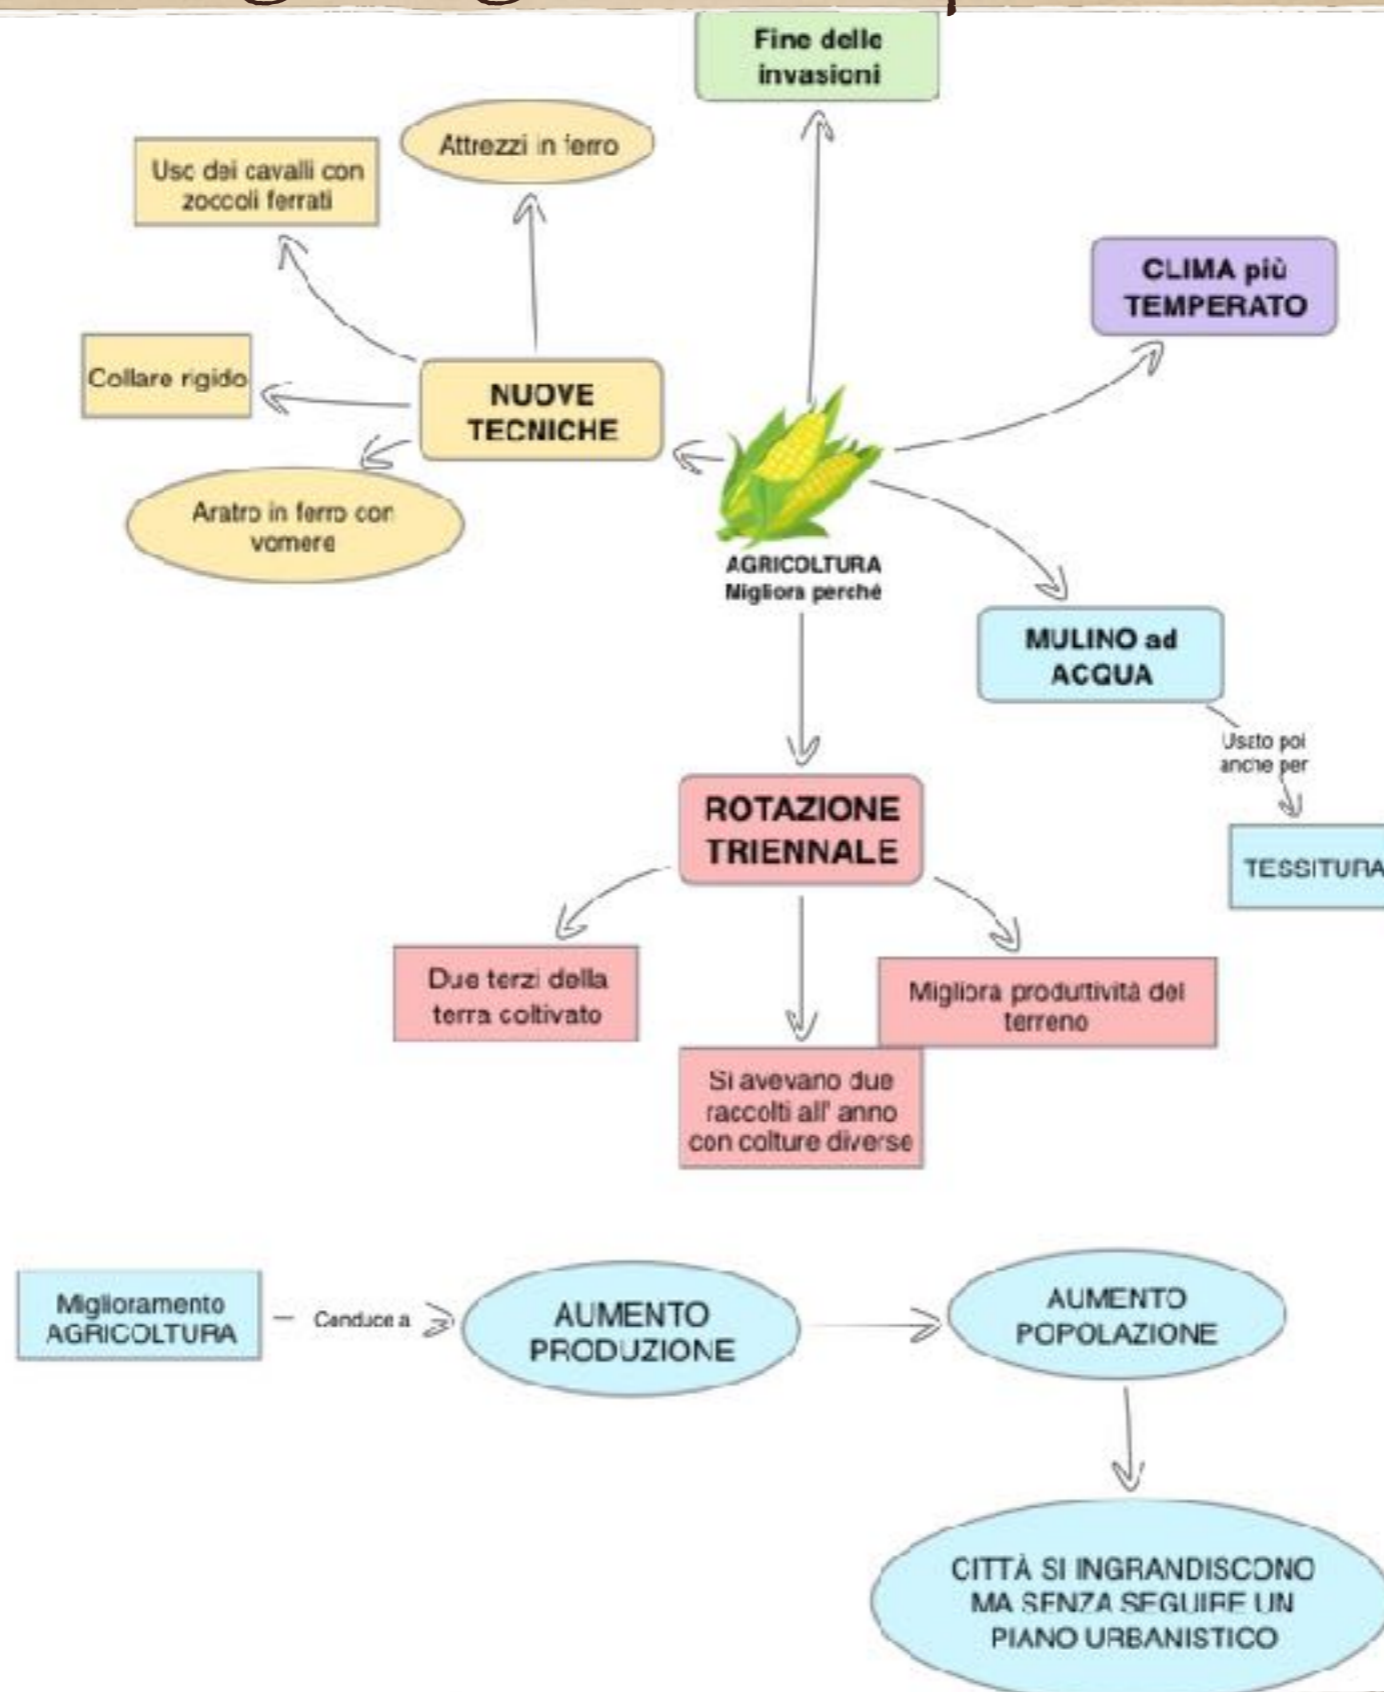 Fine delle
invasioni
Attrezzi in ferro
Uso dei cavalli con
zoccoli ferrati
CLIMA più
TEMPERATO
Collare rigido
NUOVE
TECNICHE
Aratro in ferro con
vomere
AGRICOLTURA
Migliora perché
MULINO ad
ACQUA
Usato poi
anche per
ROTAZIONE
TRIENNALE
TESSITURA
Due terzi della
terra coltivato
Migliora produttività del
terreno
Si avevano due
raccolti all' anno
con colture diverse
Miglioramento
AGRICOLTURA
Conduce a
AUMENTO
PRODUZIONE
AUMENTO
POPOLAZIONE
CITTÀ SI INGRANDISCONO
MA SENZA SEGUIRE UN
PIANO URBANISTICO